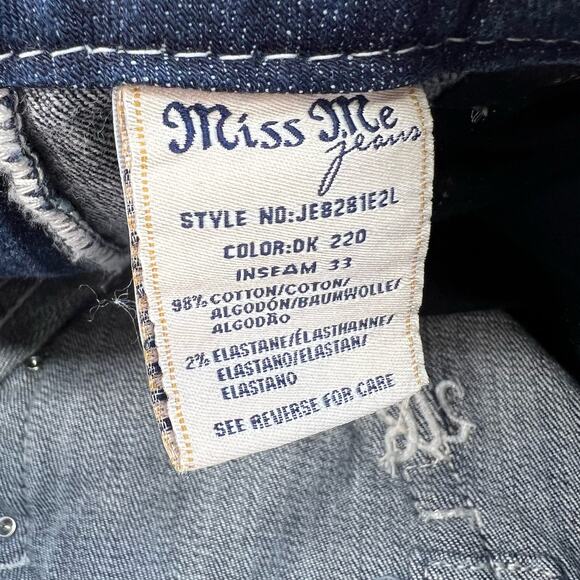 Miss Me
jeans
STYLE NO:JE8281E2L
COLOR:DK 220
INSEAM 33
98% COTTON/COTON/
ALGODÓN/BAUMWOLLE/
ALGODÃO
2% ELASTANE/ÉLASTHANNE/
ELASTANO/ELASTAN/
ELASTANO
SEE REVERSE FOR CARE